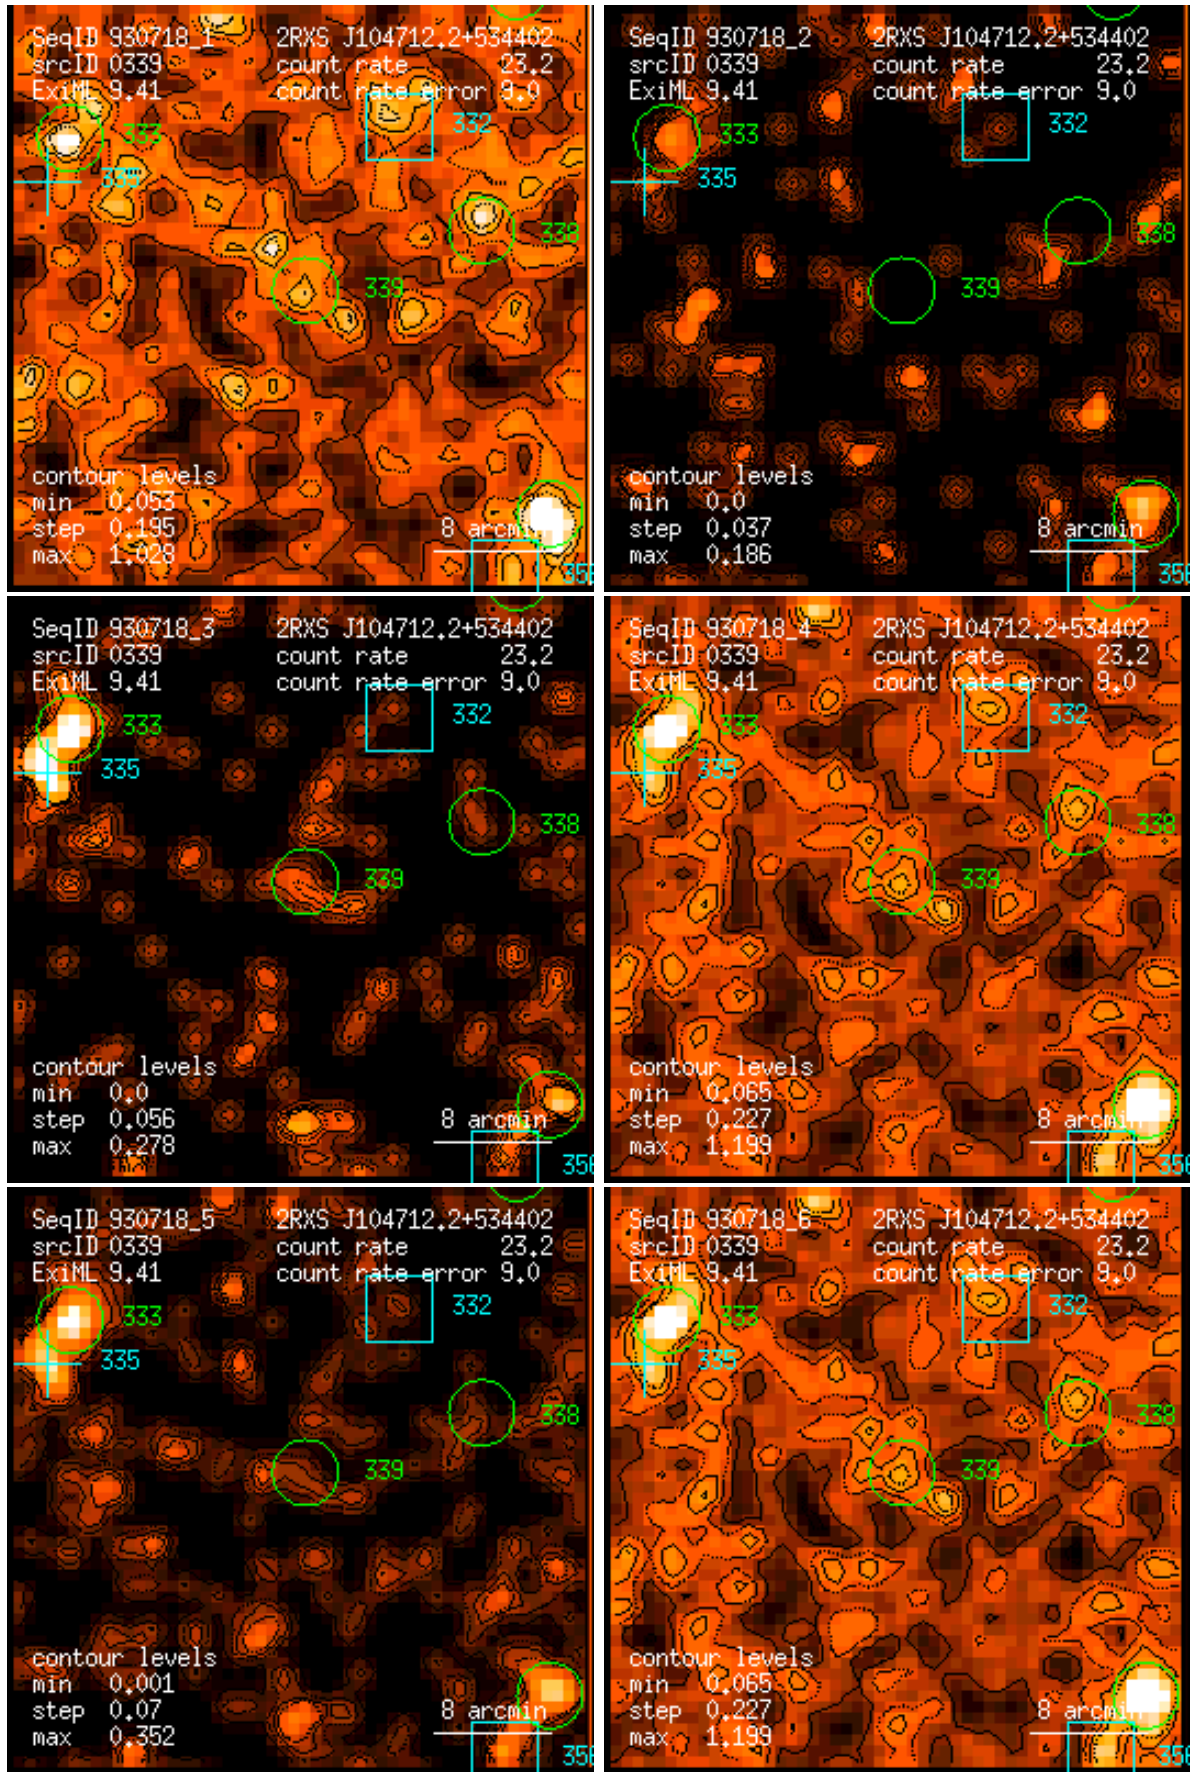 SeqID 930718_1 2RXS J104712.2+534402
srcID 0339 count rate 23.2
ExiML 9.41 count rate error 9.0
333
332
335
338
339
contour levels
min 0.053
step 0.195
max 1.028
8 arcmin
356
SeqID 930718_2 2RXS J104712.2+534402
srcID 0339 count rate 23.2
ExiML 9.41 count rate error 9.0
333
332
335
338
339
contour levels
min 0.0
step 0.037
max 0.186
8 arcmin
SeqID 930718_3 2RXS J104712.2+534402
srcID 0339 count rate 23.2
ExiML 9.41 count rate error 9.0
333
332
335
338
339
contour levels
min 0.0
step 0.056
max 0.278
8 arcmin
356
SeqID 930718_4 2RXS J104712.2+534402
srcID 0339 count rate 23.2
ExiML 9.41 count rate error 9.0
333
332
335
338
339
contour levels
min 0.065
step 0.227
max 1.199
8 arcmin
SeqID 930718_5 2RXS J104712.2+534402
srcID 0339 count rate 23.2
ExiML 9.41 count rate error 9.0
333
332
335
338
339
contour levels
min 0.001
step 0.07
max 0.352
8 arcmin
356
SeqID 930718_6 2RXS J104712.2+534402
srcID 0339 count rate 23.2
ExiML 9.41 count rate error 9.0
333
332
335
338
339
contour levels
min 0.065
step 0.227
max 1.199
8 arcmin